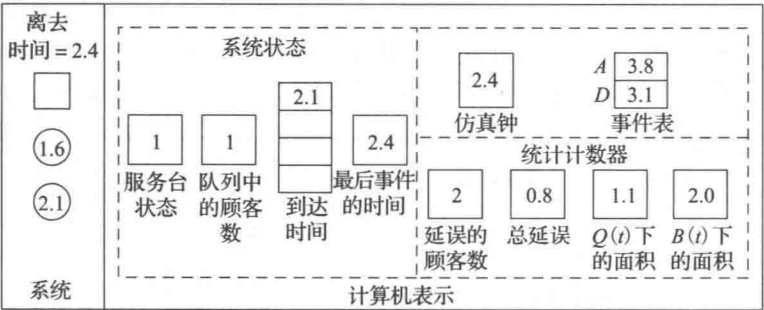 离去
时间=2.4
1.6
2.1
系统
系统状态
1
服务台
状态
1
队列中
的顾客
数
2.1
到达
时间
2.4
最后事件
的时间
2.4
仿真钟
A 3.8
D 3.1
事件表
统计计数器
2
延误的
顾客数
0.8
总延误
1.1
Q(t)下
的面积
2.0
B(t)下
的面积
计算机表示